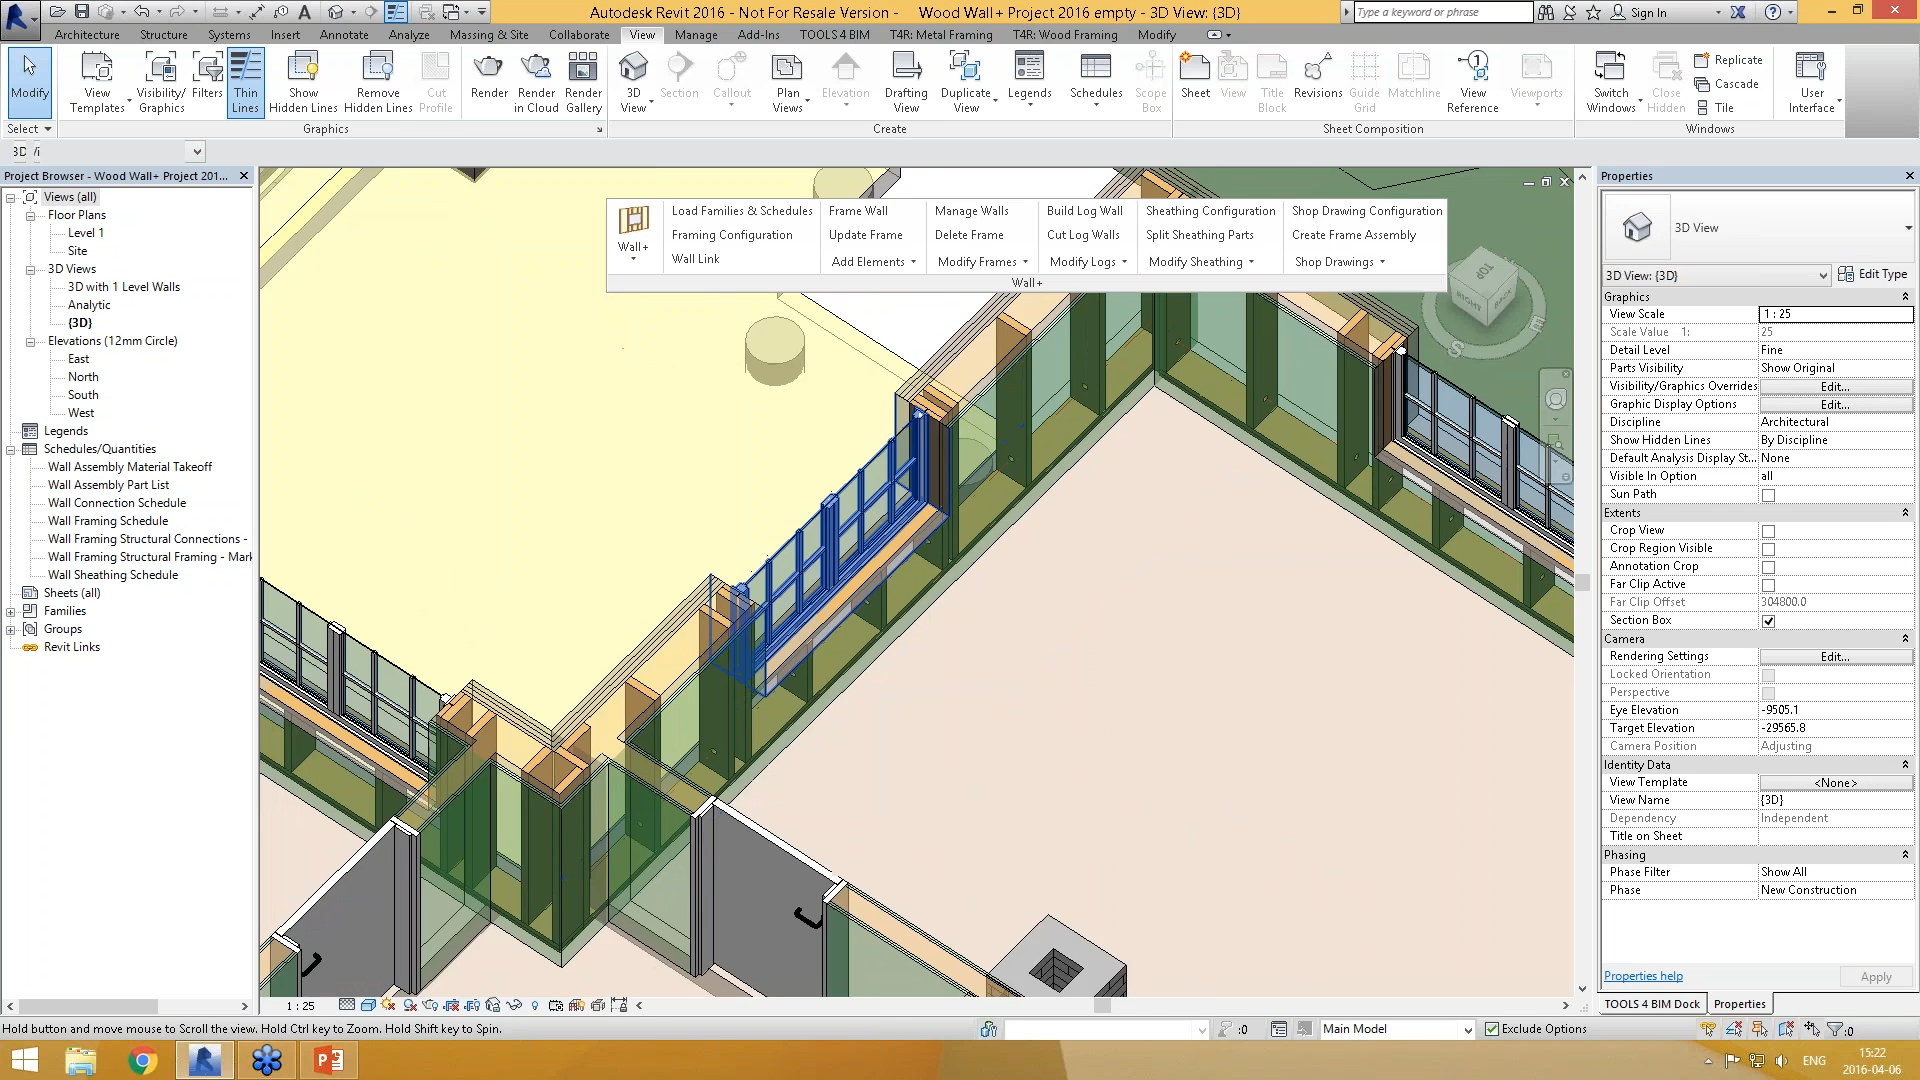 Autodesk Revit 2016 - Not For Resale Version -    Wood Wall+ Project 2016 empty - 3D View: {3D}
Type a keyword or phrase
Sign In
Architecture Structure Systems Insert Annotate Analyze Massing & Site Collaborate View Manage Add-Ins TOOLS 4 BIM T4R: Metal Framing T4R: Wood Framing Modify
Modify
View Templates
Visibility/ Graphics
Filters
Thin Lines
Show Hidden Lines
Remove Hidden Lines
Cut Profile
Render
Render in Cloud
Render Gallery
3D View
Section
Callout
Plan Views
Elevation
Drafting View
Duplicate View
Legends
Schedules
Scope Box
Sheet
View
Title Block
Revisions
Guide Grid
Matchline
View Reference
Viewports
Switch Windows
Close Hidden
Replicate
Cascade
Tile
User Interface
Select Graphics Create Sheet Composition Windows
Project Browser - Wood Wall+ Project 201...
Views (all)
Floor Plans
Level 1
Site
3D Views
3D with 1 Level Walls
Analytic
{3D}
Elevations (12mm Circle)
East
North
South
West
Legends
Schedules/Quantities
Wall Assembly Material Takeoff
Wall Assembly Part List
Wall Connection Schedule
Wall Framing Schedule
Wall Framing Structural Connections -
Wall Framing Structural Framing - Mark
Wall Sheathing Schedule
Sheets (all)
Families
Groups
Revit Links
Wall+
Load Families & Schedules
Framing Configuration
Wall Link
Frame Wall
Update Frame
Add Elements
Manage Walls
Delete Frame
Modify Frames
Build Log Wall
Cut Log Walls
Modify Logs
Sheathing Configuration
Split Sheathing Parts
Modify Sheathing
Shop Drawing Configuration
Create Frame Assembly
Shop Drawings
Wall+
TOP
RIGHT
BACK
S
E
Properties
3D View
3D View: {3D} Edit Type
Graphics
View Scale 1 : 25
Scale Value 1: 25
Detail Level Fine
Parts Visibility Show Original
Visibility/Graphics Overrides Edit...
Graphic Display Options Edit...
Discipline Architectural
Show Hidden Lines By Discipline
Default Analysis Display St... None
Visible In Option all
Sun Path
Extents
Crop View
Crop Region Visible
Annotation Crop
Far Clip Active
Far Clip Offset 304800.0
Section Box
Camera
Rendering Settings Edit...
Locked Orientation
Perspective
Eye Elevation -9505.1
Target Elevation -29565.8
Camera Position Adjusting
Identity Data
View Template <None>
View Name {3D}
Dependency Independent
Title on Sheet
Phasing
Phase Filter Show All
Phase New Construction
Properties help Apply
TOOLS 4 BIM Dock Properties
1 : 25
Hold button and move mouse to Scroll the view. Hold Ctrl key to Zoom. Hold Shift key to Spin.
:0
Main Model
Exclude Options
:0
ENG
15:22
2016-04-06